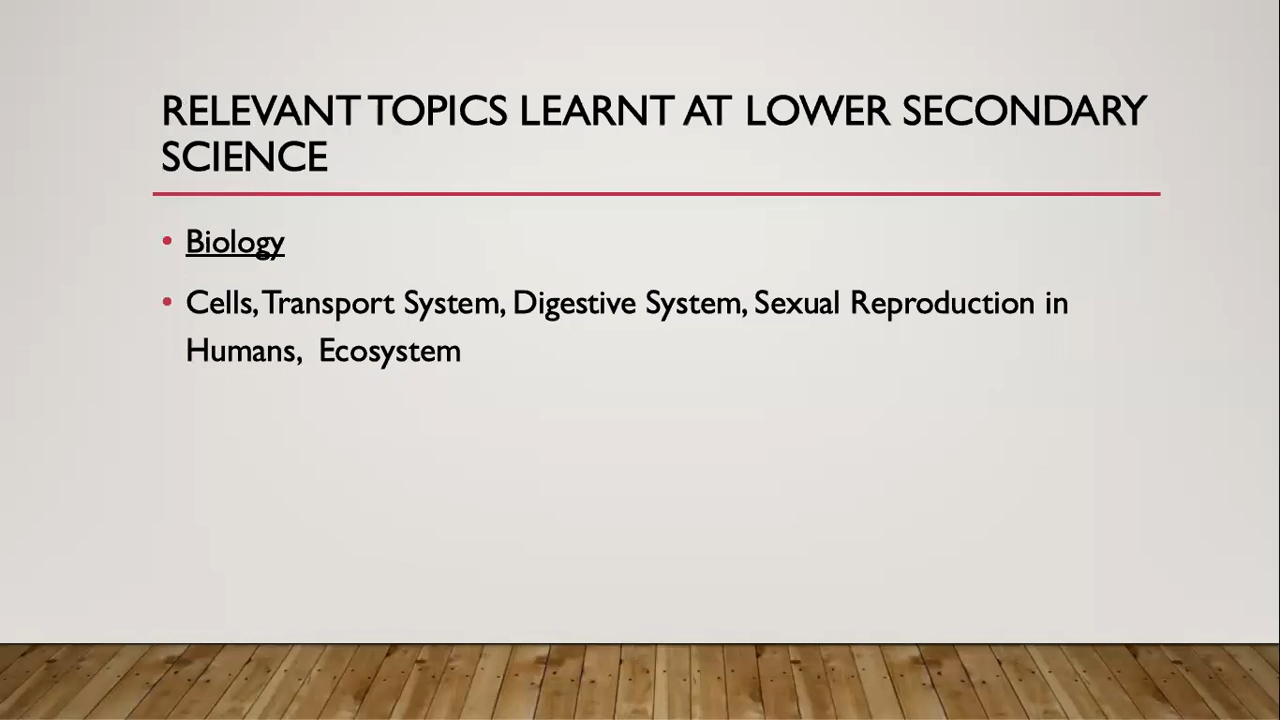 RELEVANT TOPICS LEARNT AT LOWER SECONDARY
SCIENCE
• Biology
• Cells, Transport System, Digestive System, Sexual Reproduction in
Humans,  Ecosystem